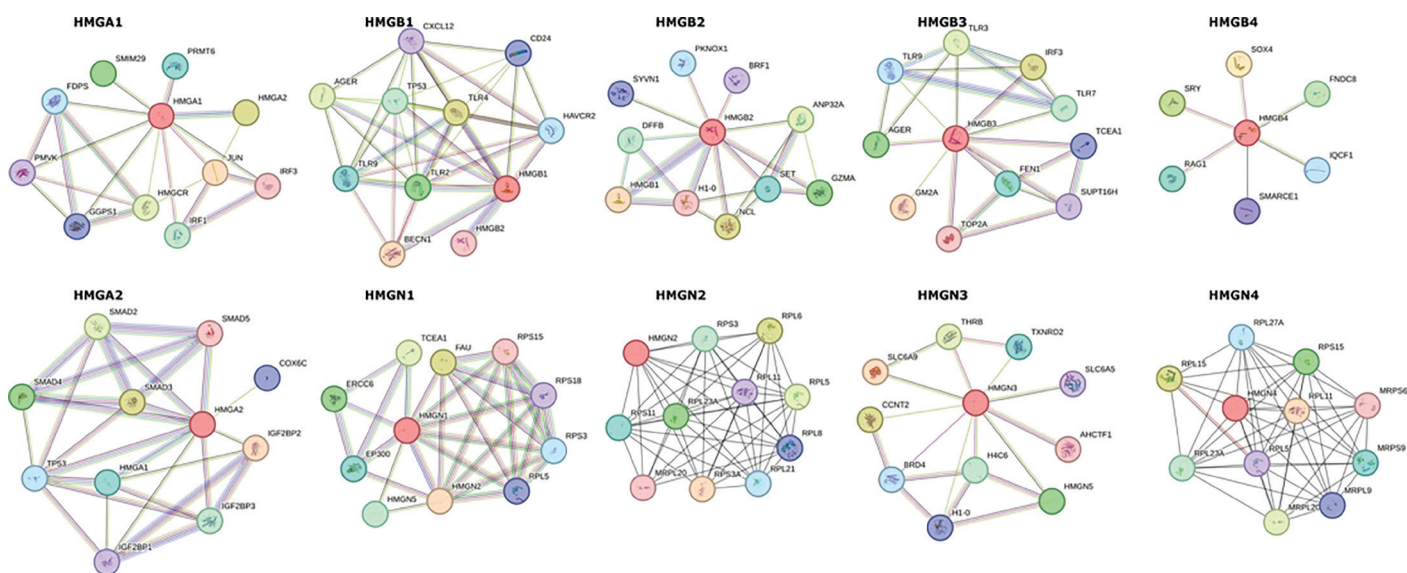 HMGA1
SMIM29
PRMT6
FDPS
HMGA1
HMGA2
PMVK
JUN
IRF3
HMGCR
GGPS1
IRF1
HMGB1
CXCL12
CD24
AGER
TP53
TLR4
HAVCR2
TLR9
TLR2
HMGB1
HMGB2
BECN1
HMGB2
PKNOX1
BRF1
SYVN1
HMGB2
ANP32A
DFFB
SET
GZMA
HMGB1
H1-0
NCL
HMGB3
TLR3
TLR9
IRF3
TLR7
HMGB3
AGER
TCEA1
FEN1
GM2A
SUPT16H
TOP2A
HMGB4
SOX4
FNDC8
SRY
HMGB4
IQCF1
RAG1
SMARCE1
HMGA2
SMAD2
SMAD5
COX6C
SMAD4
SMAD3
HMGA2
IGF2BP2
TP53
HMGA1
IGF2BP3
IGF2BP1
HMGN1
TCEA1
FAU
RPS15
ERCC6
RPS18
HMGN1
RPS3
EP300
RPL5
HMGN5
HMGN2
HMGN2
RPL6
RPS3
HMGN2
RPL11
RPL5
RPL23A
RPS11
RPL8
MRPL20
RPS3A
RPL21
HMGN3
THRB
TXNRD2
SLC6A9
SLC6A5
HMGN3
CCNT2
AHCTF1
H4C6
BRD4
HMGN5
H1-0
HMGN4
RPL27A
RPS15
RPL15
MRPS6
HMGN4
RPL11
RPL23A
RPL5
MRPS9
MRPL9
MRPL20